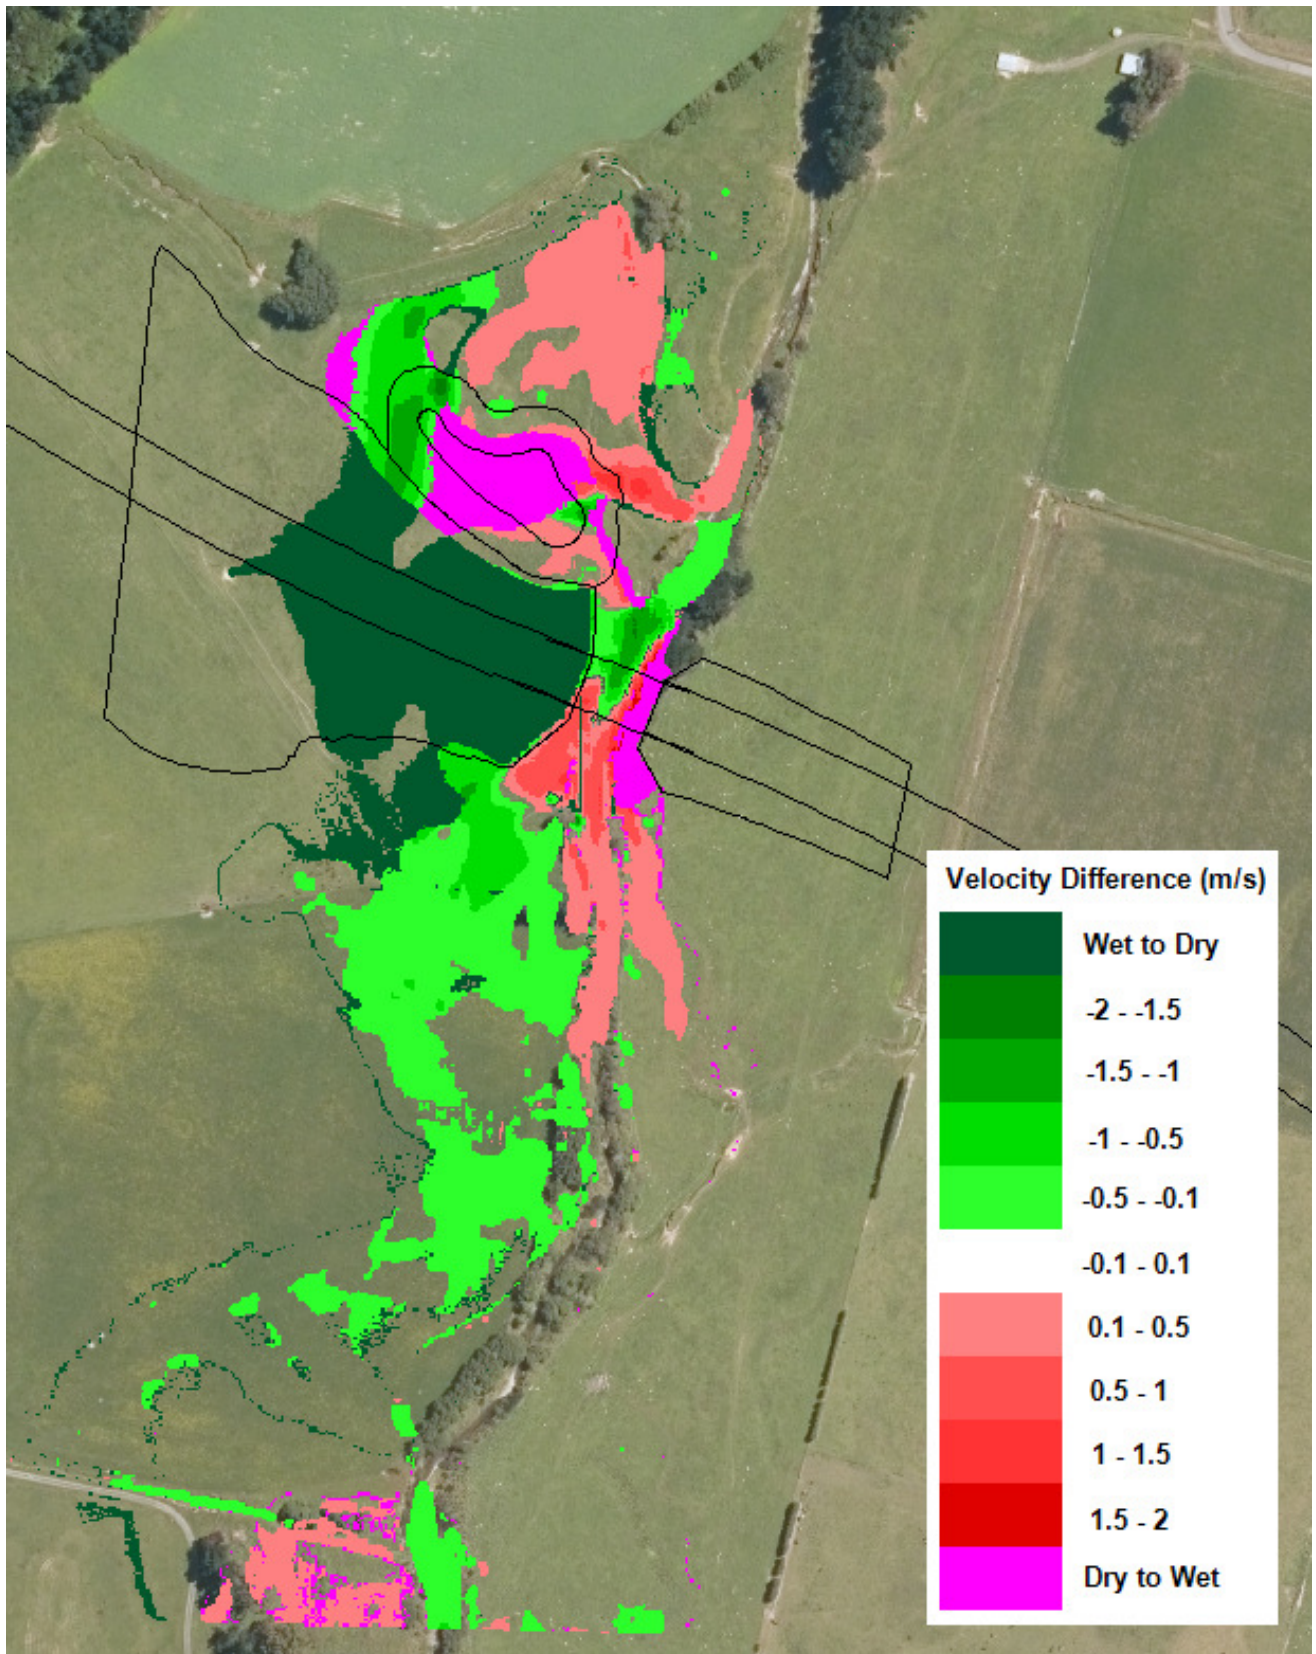 Velocity Difference (m/s)
Wet to Dry
-2 - -1.5
-1.5 - -1
-1 - -0.5
-0.5 - -0.1
-0.1 - 0.1
0.1 - 0.5
0.5 - 1
1 - 1.5
1.5 - 2
Dry to Wet